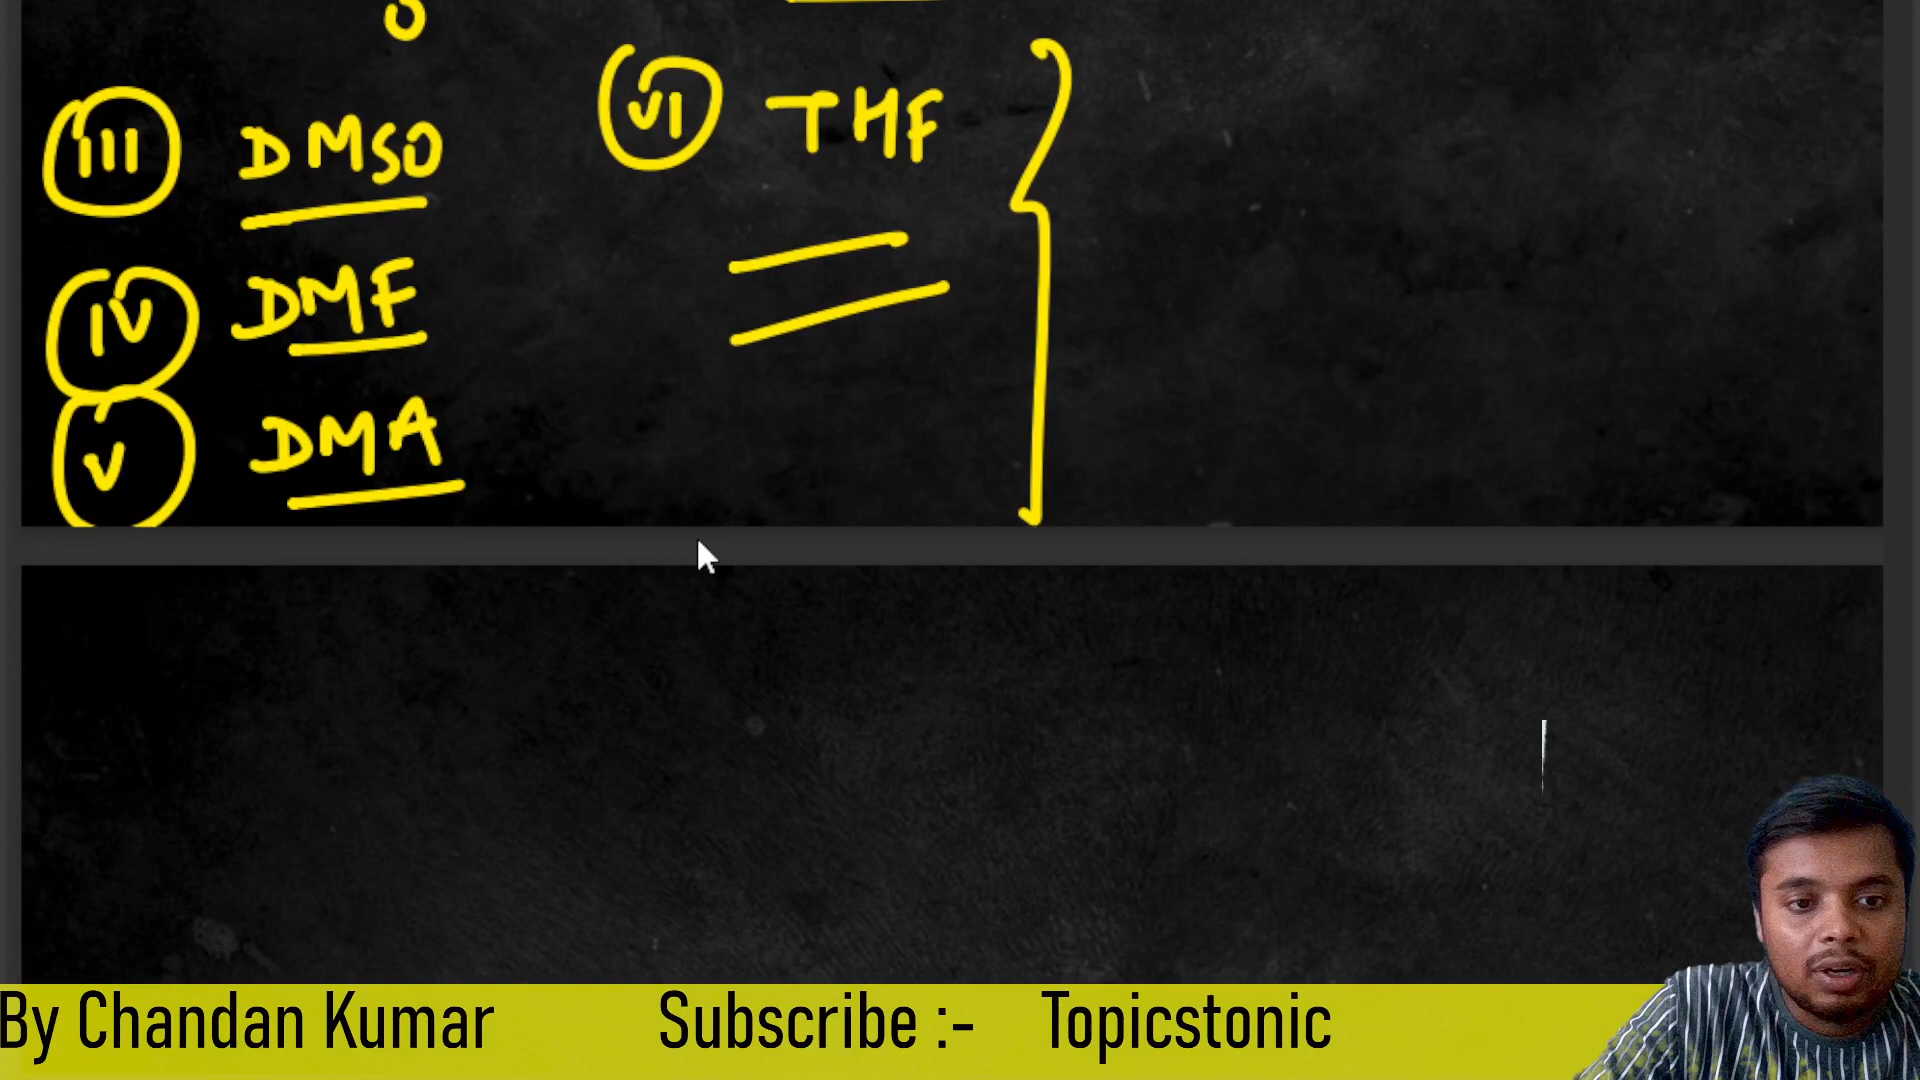 III DMSO
IV DMF
V DMA
VI THF
By Chandan Kumar Subscribe :- Topicstonic